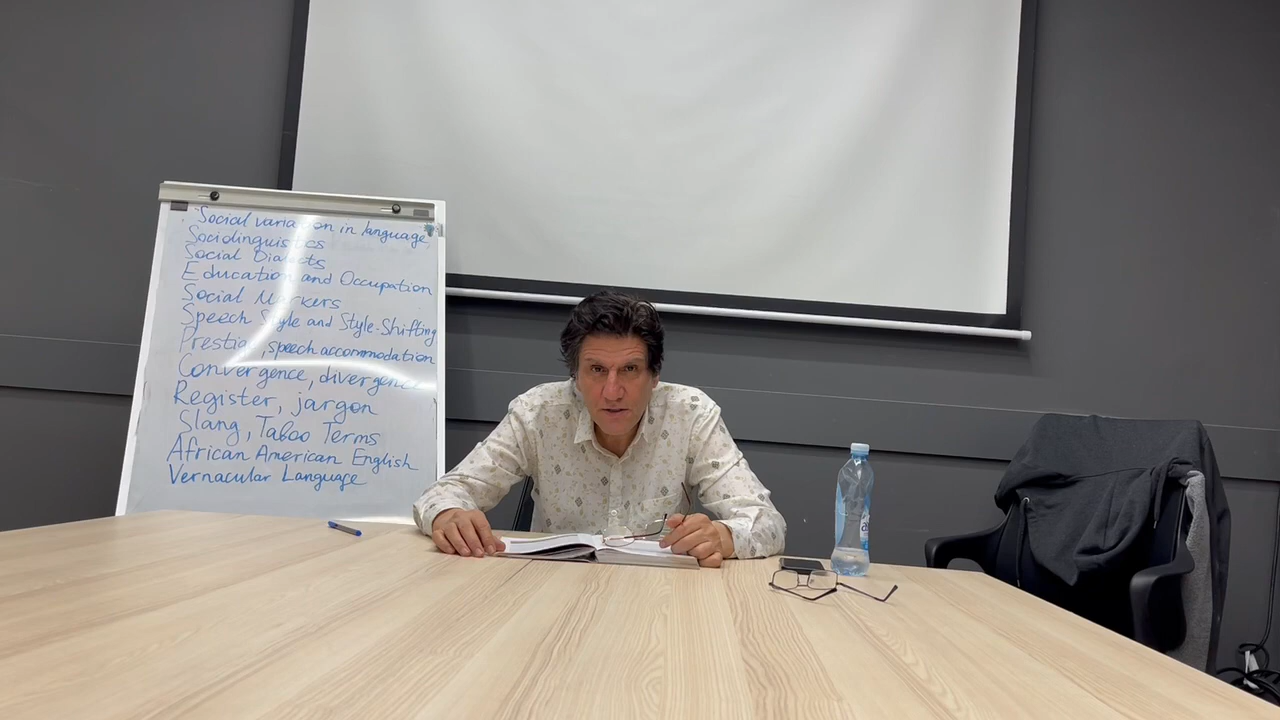 Social variation in language
Sociolinguistics
Social Dialects
Education and Occupation
Social Markers
Speech Style and Style-Shifting
Prestige, speech accommodation
Convergence, divergence
Register, jargon
Slang, Taboo Terms
African American English
Vernacular Language